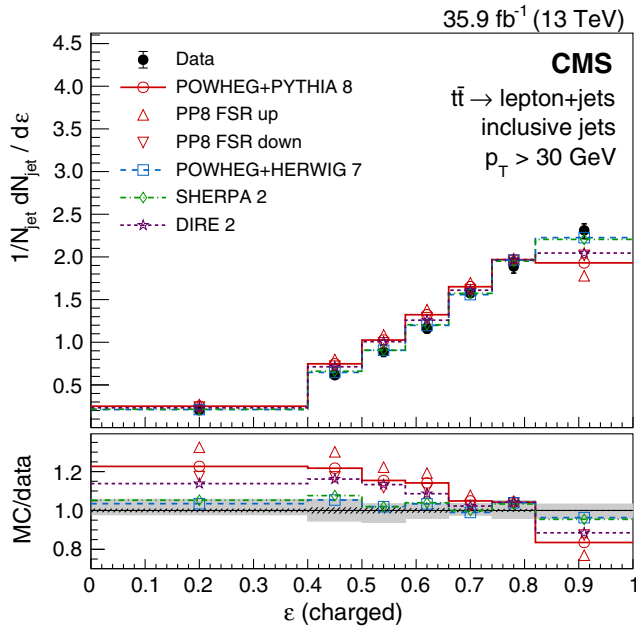 35.9 fb⁻¹ (13 TeV)
CMS
tt̄ → lepton+jets
inclusive jets
p_T > 30 GeV
Data
POWHEG+PYTHIA 8
PP8 FSR up
PP8 FSR down
POWHEG+HERWIG 7
SHERPA 2
DIRE 2
1/N_jet dN_jet / dε
4.5
4.0
3.5
3.0
2.5
2.0
1.5
1.0
0.5
MC/data
1.2
1.0
0.8
0 0.1 0.2 0.3 0.4 0.5 0.6 0.7 0.8 0.9 1
ε (charged)